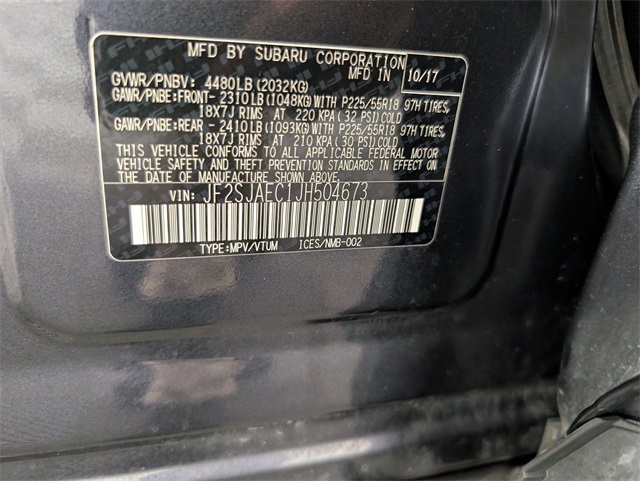 MFD BY SUBARU CORPORATION
MFD IN 10/17
GVWR/PNBV: 4480LB (2032KG)
GAWR/PNBE:FRONT- 2310LB(1048KG)WITH P225/55R18 97H TIRES,
18X7J RIMS AT 220 KPA(32 PSI)COLD
GAWR/PNBE:REAR - 2410LB(1093KG)WITH P225/55R18 97H TIRES,
18X7J RIMS AT 210 KPA(30 PSI)COLD
THIS VEHICLE CONFORMS TO ALL APPLICABLE FEDERAL MOTOR
VEHICLE SAFETY AND THEFT PREVENTION STANDARDS IN EFFECT ON
THE DATE OF MANUFACTURE SHOWN ABOVE.
VIN: JF2SJAEC1JH504673
TYPE:MPV/VTUM ICES/NMB-002